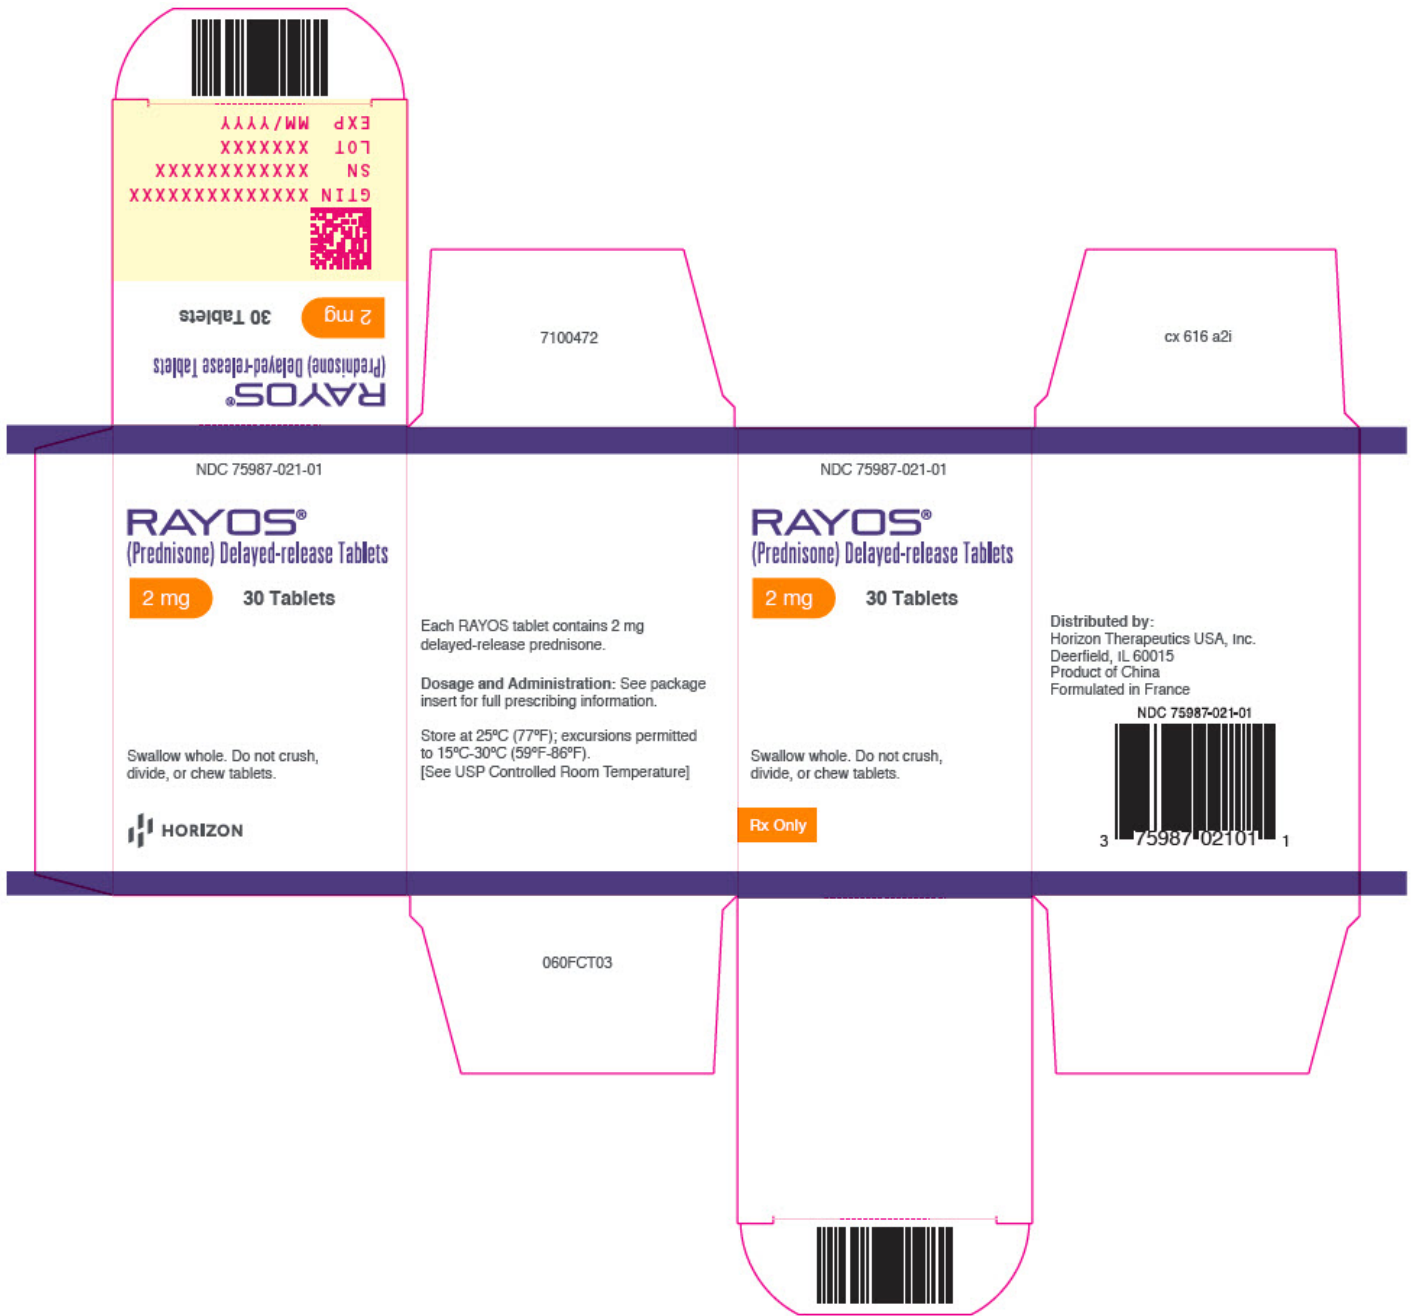 EXP MM/YYYY
LOT XXXXXXX
SN XXXXXXXXXXXX
GTIN XXXXXXXXXXXXXX
2 mg 30 Tablets
RAYOS®
(Prednisone) Delayed-release Tablets
7100472
cx 616 a2i
NDC 75987-021-01
RAYOS®
(Prednisone) Delayed-release Tablets
2 mg 30 Tablets
Swallow whole. Do not crush,
divide, or chew tablets.
HORIZON
Each RAYOS tablet contains 2 mg
delayed-release prednisone.
Dosage and Administration: See package
insert for full prescribing information.
Store at 25ºC (77ºF); excursions permitted
to 15ºC-30ºC (59ºF-86ºF).
[See USP Controlled Room Temperature]
NDC 75987-021-01
RAYOS®
(Prednisone) Delayed-release Tablets
2 mg 30 Tablets
Swallow whole. Do not crush,
divide, or chew tablets.
Rx Only
Distributed by:
Horizon Therapeutics USA, Inc.
Deerfield, IL 60015
Product of China
Formulated in France
NDC 75987-021-01
3 75987 02101 1
060FCT03